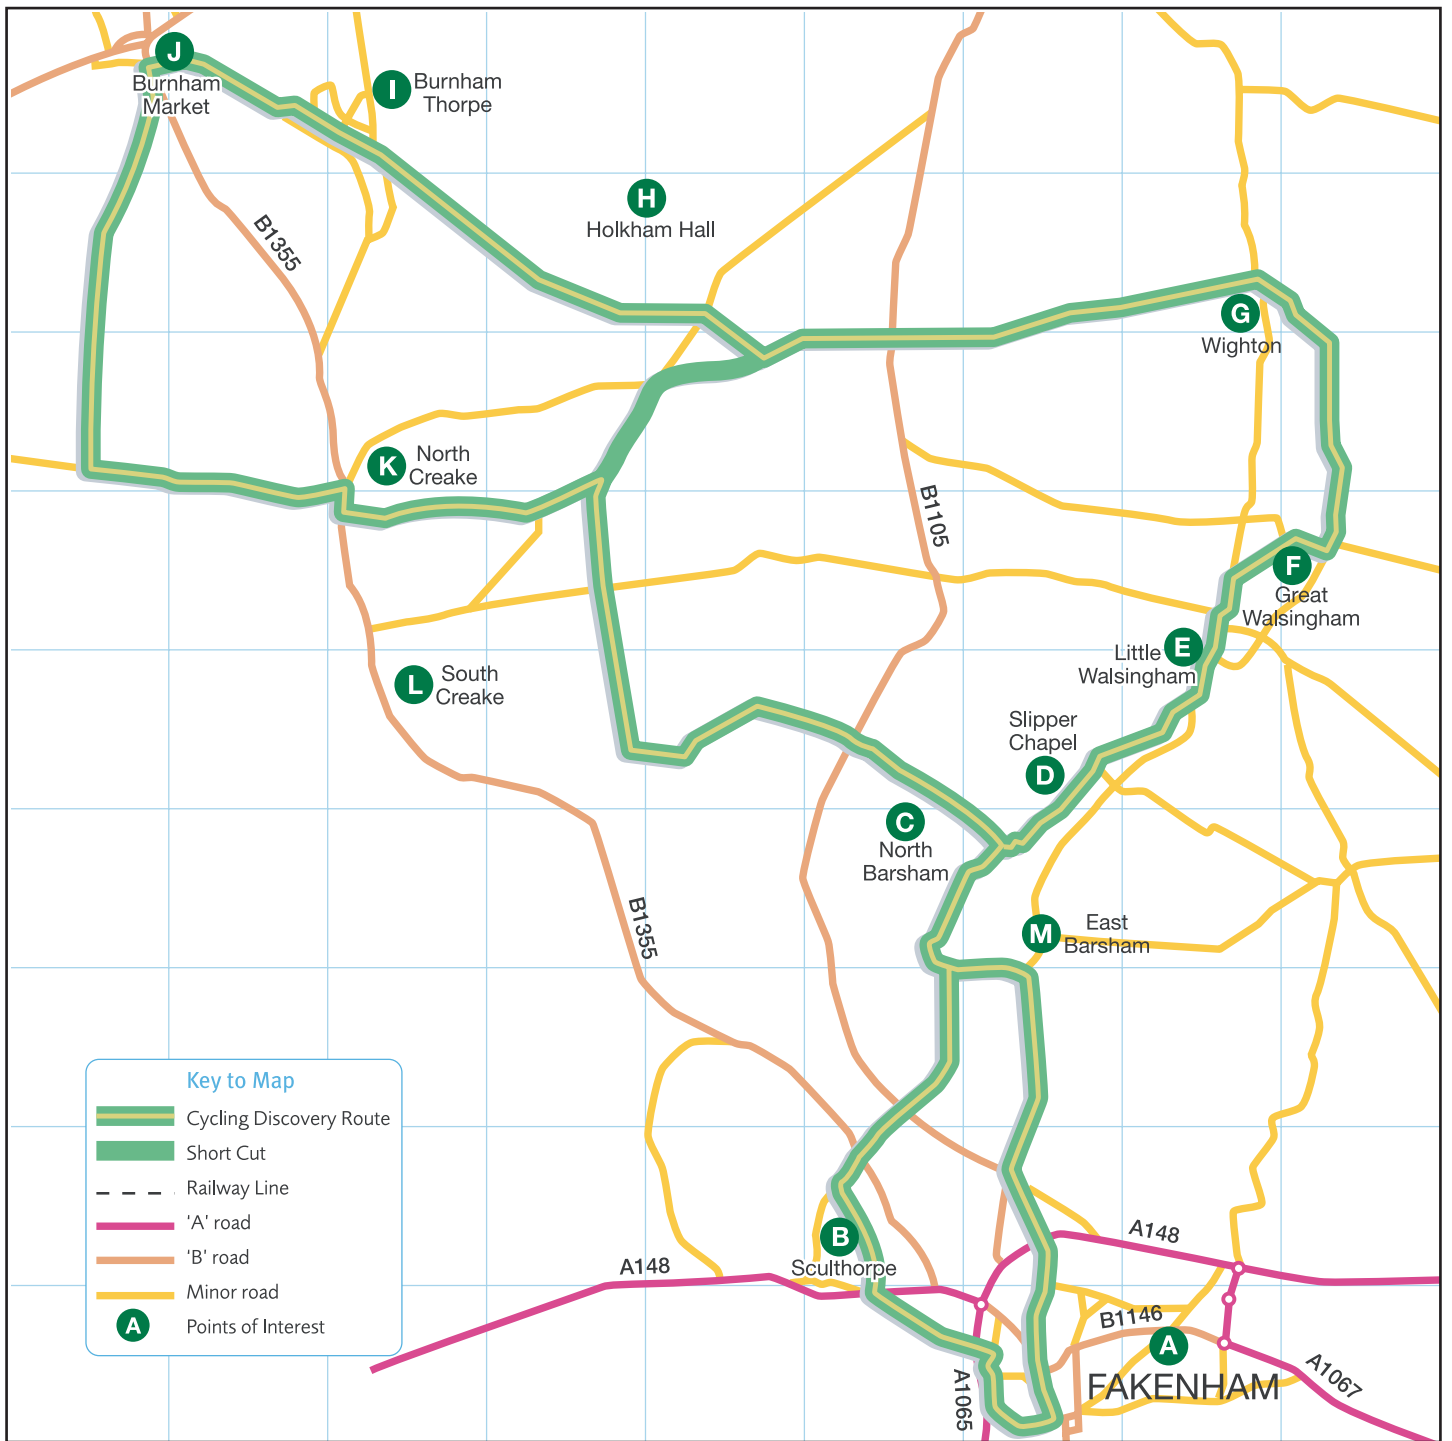 J
Burnham
Market
I
Burnham
Thorpe
H
Holkham Hall
B1355
G
Wighton
K
North
Creake
B1105
F
Great
Walsingham
E
Little
Walsingham
L
South
Creake
Slipper
Chapel
D
C
North
Barsham
B1355
M
East
Barsham
Key to Map
Cycling Discovery Route
Short Cut
Railway Line
'A' road
'B' road
Minor road
A
Points of Interest
B
Sculthorpe
A148
A148
B1146
A
FAKENHAM
A1065
A1067